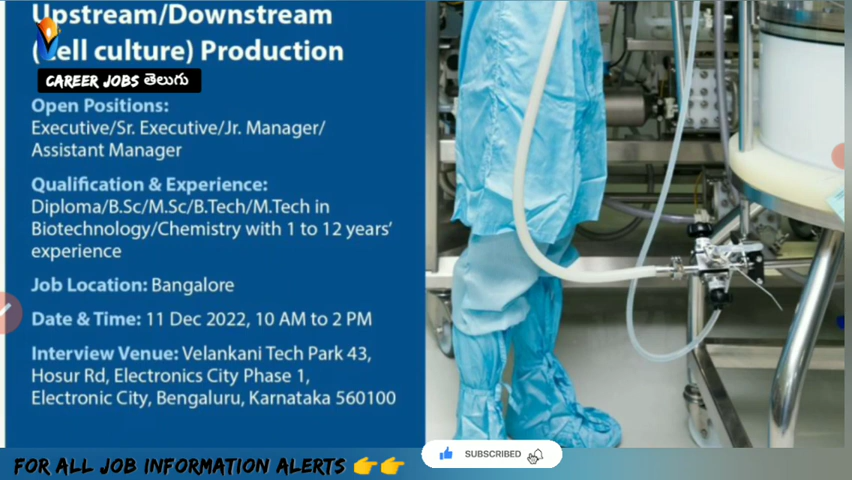 Upstream/Downstream
(Cell culture) Production
CAREER JOBS తెలుగు
Open Positions:
Executive/Sr. Executive/Jr. Manager/
Assistant Manager
Qualification & Experience:
Diploma/B.Sc/M.Sc/B.Tech/M.Tech in
Biotechnology/Chemistry with 1 to 12 years’
experience
Job Location: Bangalore
Date & Time: 11 Dec 2022, 10 AM to 2 PM
Interview Venue: Velankani Tech Park 43,
Hosur Rd, Electronics City Phase 1,
Electronic City, Bengaluru, Karnataka 560100
FOR ALL JOB INFORMATION ALERTS 👉👉
SUBSCRIBED